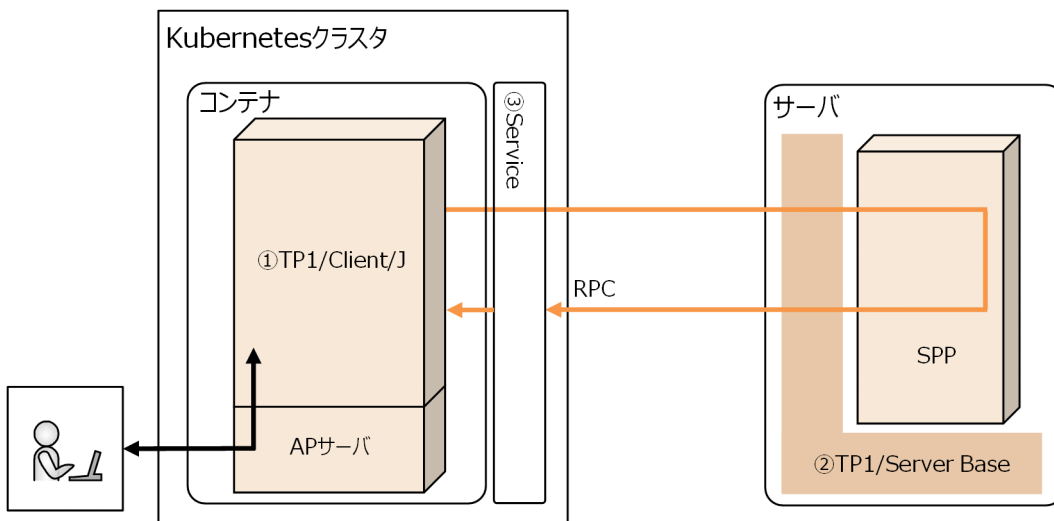 Kubernetesクラスタ
コンテナ
③Service
サーバ
①TP1/Client/J
RPC
SPP
APサーバ
②TP1/Server Base